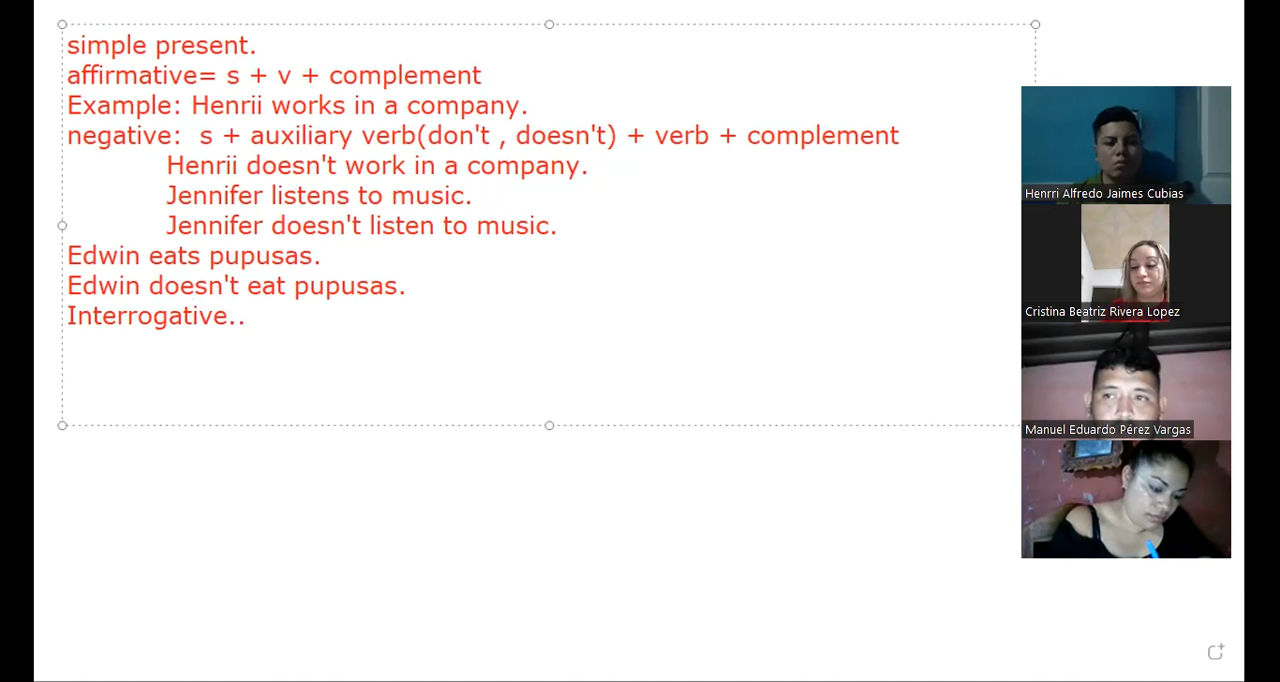 simple present.
affirmative= s + v + complement
Example: Henrii works in a company.
negative:  s + auxiliary verb(don't , doesn't) + verb + complement
Henrii doesn't work in a company.
Jennifer listens to music.
Jennifer doesn't listen to music.
Edwin eats pupusas.
Edwin doesn't eat pupusas.
Interrogative..
Henrri Alfredo Jaimes Cubias
Cristina Beatriz Rivera Lopez
Manuel Eduardo Pérez Vargas